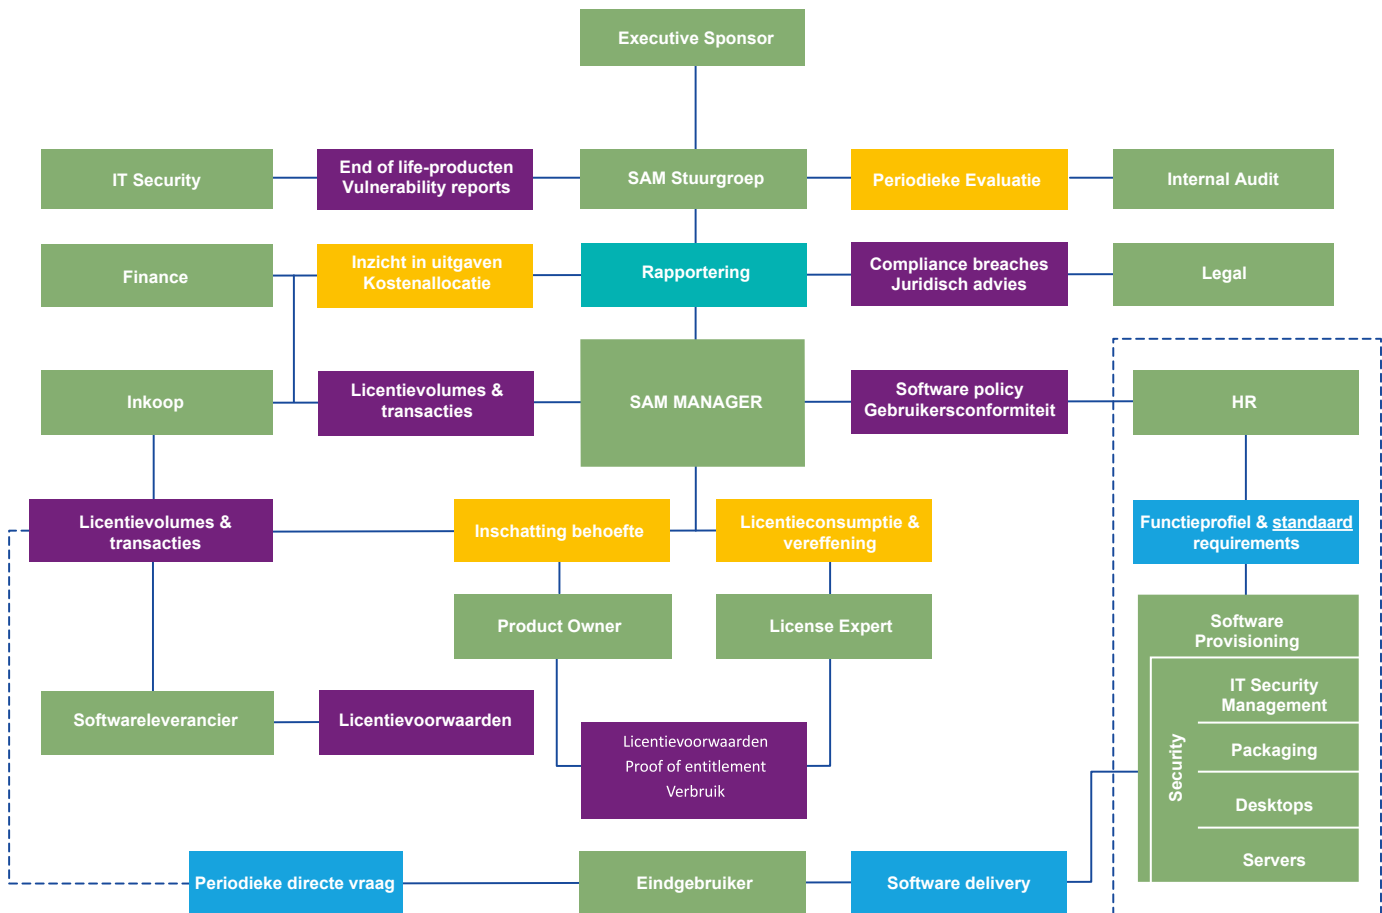 Executive Sponsor
IT Security
End of life-producten
Vulnerability reports
SAM Stuurgroep
Periodieke Evaluatie
Internal Audit
Finance
Inzicht in uitgaven
Kostenallocatie
Rapportering
Compliance breaches
Juridisch advies
Legal
Inkoop
Licentievolumes &
transacties
SAM MANAGER
Software policy
Gebruikersconformiteit
HR
Licentievolumes &
transacties
Inschatting behoefte
Licentieconsumptie &
vereffening
Functieprofiel & standaard
requirements
Product Owner
License Expert
Software
Provisioning
Security
IT Security
Management
Packaging
Desktops
Servers
Softwareleverancier
Licentievoorwaarden
Licentievoorwaarden
Proof of entitlement
Verbruik
Periodieke directe vraag
Eindgebruiker
Software delivery